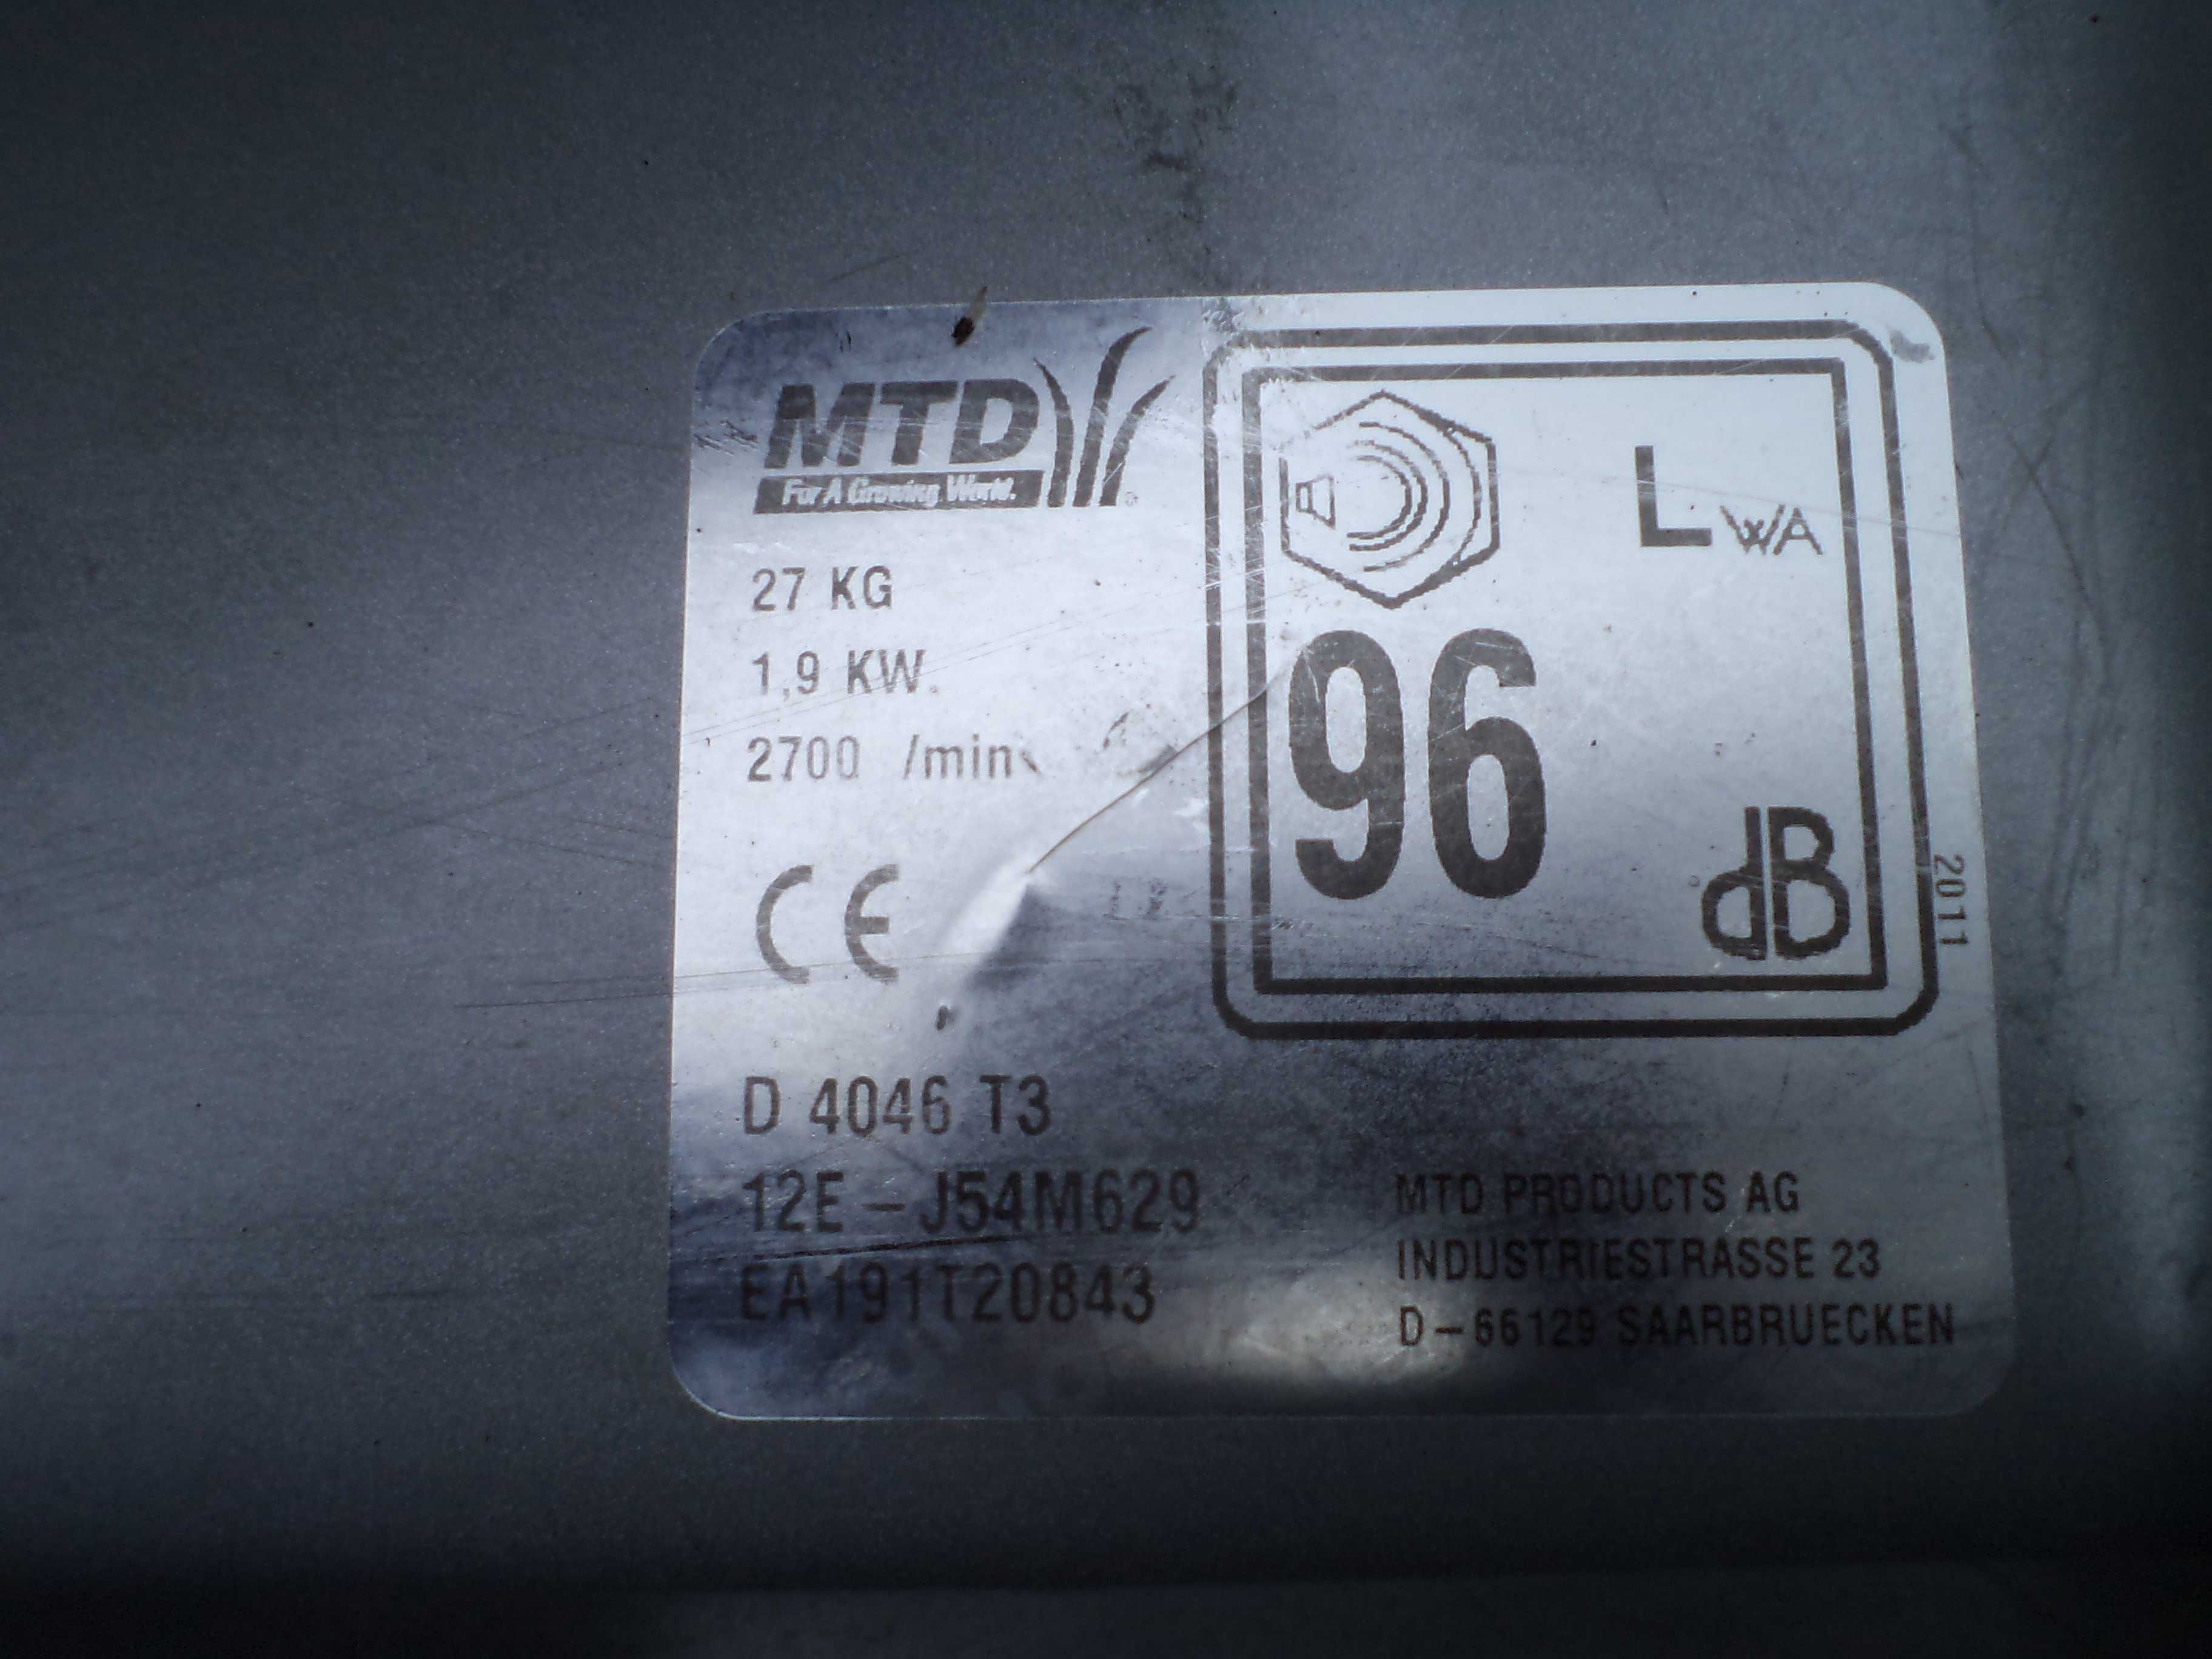 MTD
For A Growing World.
27 KG
1,9 KW.
2700 /min
CE
LWA
96
dB
2011
D 4046 T3
12E-J54M629
EA191T20843
MTD PRODUCTS AG
INDUSTRIESTRASSE 23
D-66129 SAARBRUECKEN